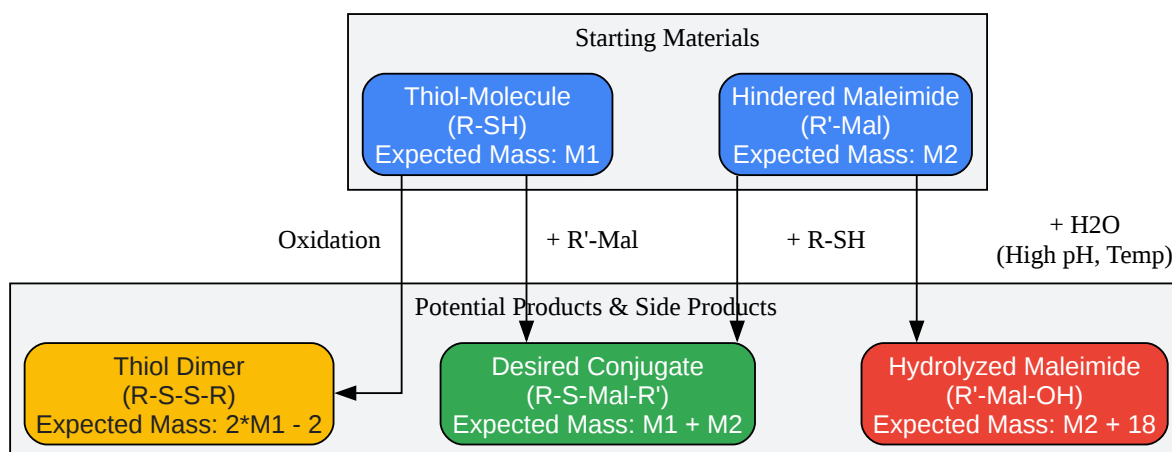 Starting Materials
Thiol-Molecule
(R-SH)
Expected Mass: M1
Hindered Maleimide
(R'-Mal)
Expected Mass: M2
Oxidation
+ R'-Mal
+ R-SH
+ H2O
(High pH, Temp)
Potential Products & Side Products
Thiol Dimer
(R-S-S-R)
Expected Mass: 2*M1 - 2
Desired Conjugate
(R-S-Mal-R')
Expected Mass: M1 + M2
Hydrolyzed Maleimide
(R'-Mal-OH)
Expected Mass: M2 + 18